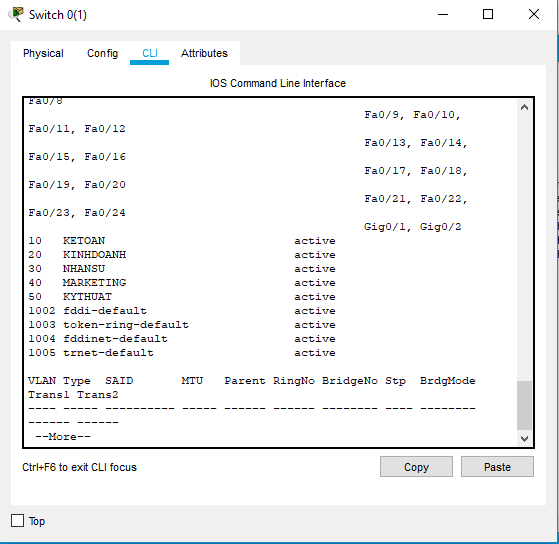 Switch 0(1)
Physical Config CLI Attributes
IOS Command Line Interface
Fa0/8
Fa0/9, Fa0/10,
Fa0/11, Fa0/12
Fa0/13, Fa0/14,
Fa0/15, Fa0/16
Fa0/17, Fa0/18,
Fa0/19, Fa0/20
Fa0/21, Fa0/22,
Fa0/23, Fa0/24
Gig0/1, Gig0/2
10 KETOAN active
20 KINHDOANH active
30 NHANSU active
40 MARKETING active
50 KYTHUAT active
1002 fddi-default active
1003 token-ring-default active
1004 fddinet-default active
1005 trnet-default active
VLAN Type SAID MTU Parent RingNo BridgeNo Stp BrdgMode
Trans1 Trans2
---- ----- ---------- ----- ------ ------ -------- ---- --------
------ ------
--More--
Ctrl+F6 to exit CLI focus
Copy Paste
Top